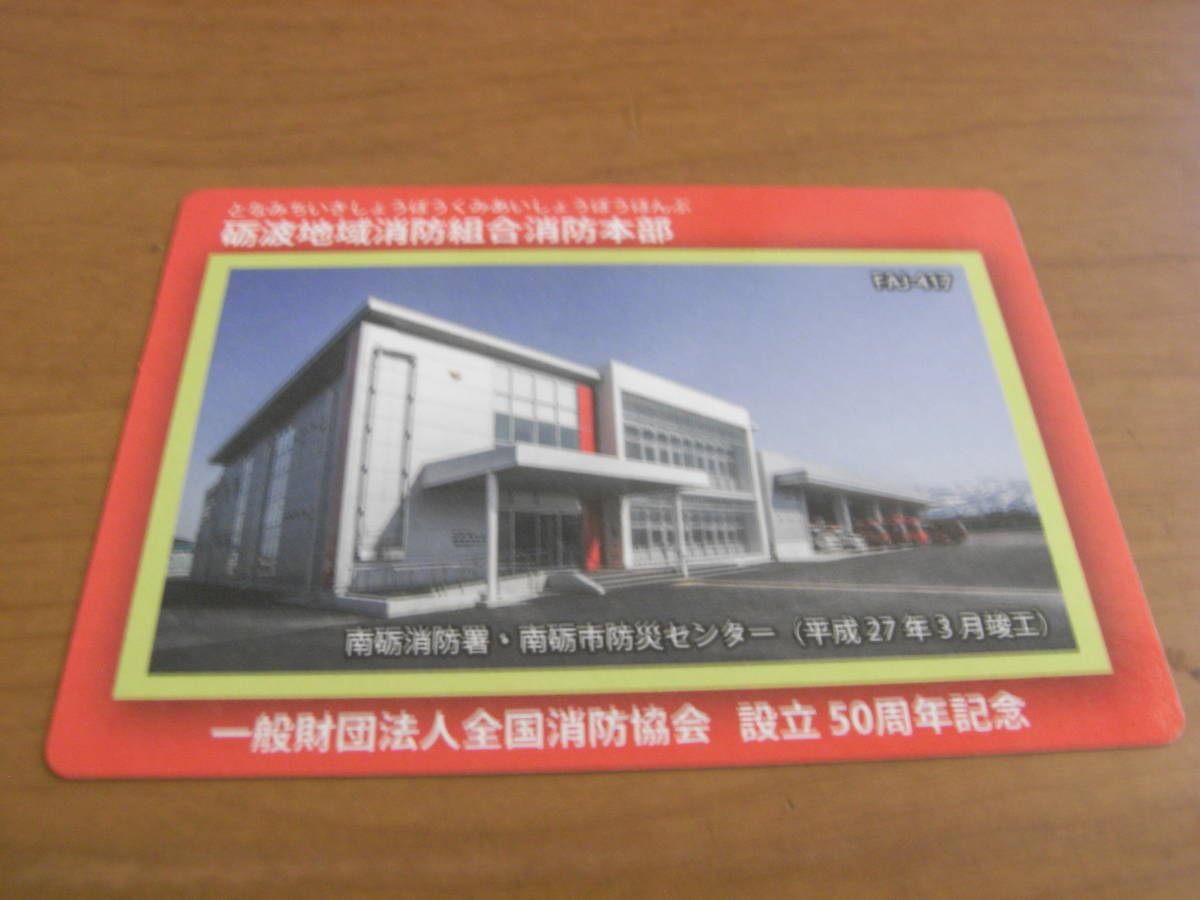 となみちいきしょうぼうくみあいしょうぼうほんぶ
砺波地域消防組合消防本部
FAJ-417
南砺消防署・南砺市防災センター（平成27年3月竣工）
一般財団法人全国消防協会 設立50周年記念